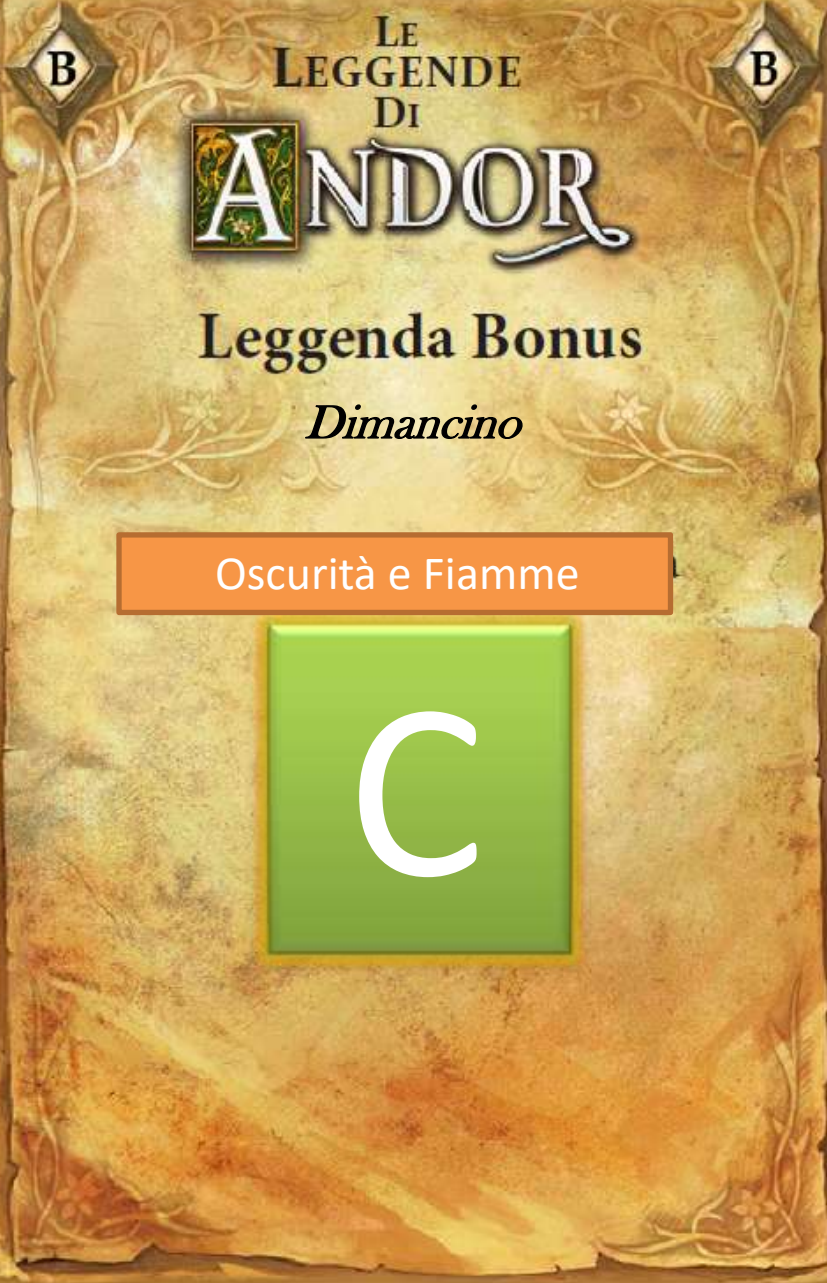 B
B
LE
LEGGENDE
DI
ANDOR
Leggenda Bonus
Dimancino
Oscurità e Fiamme
C